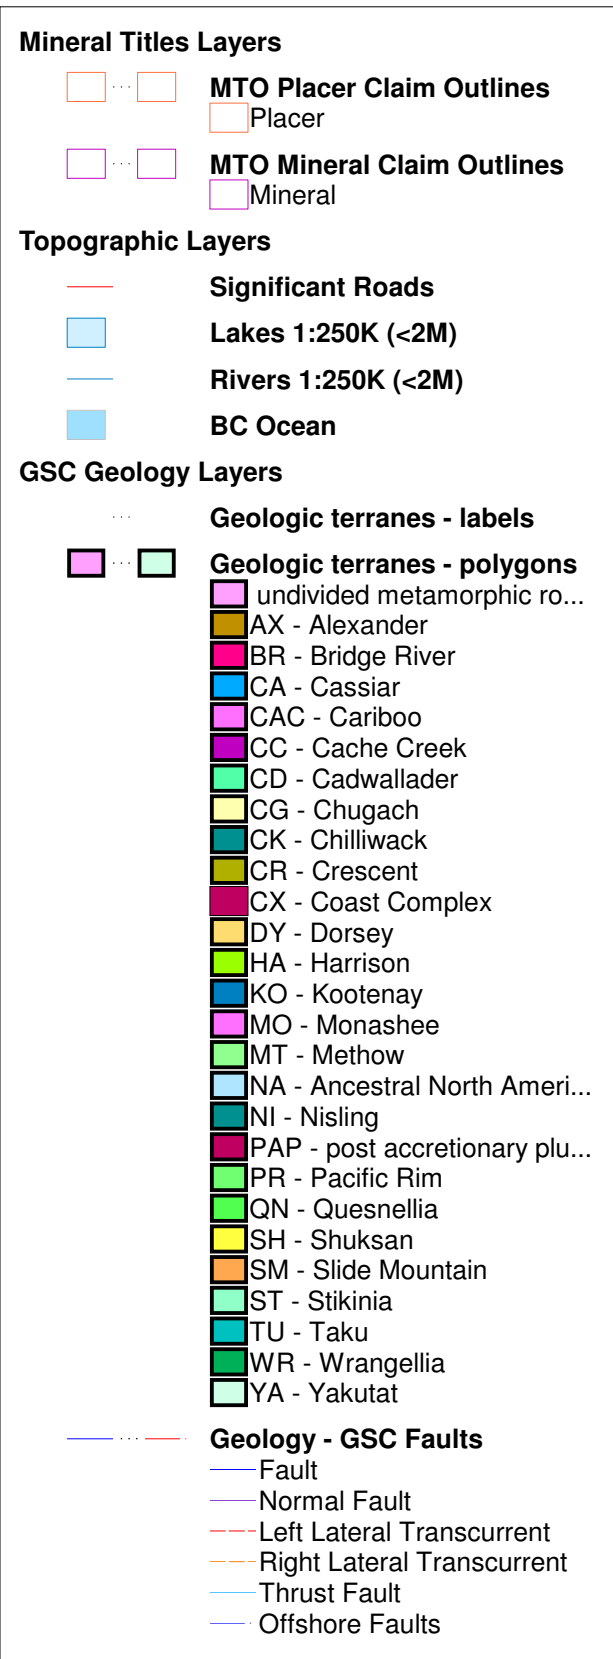 Mineral Titles Layers
MTO Placer Claim Outlines
Placer
MTO Mineral Claim Outlines
Mineral
Topographic Layers
Significant Roads
Lakes 1:250K (<2M)
Rivers 1:250K (<2M)
BC Ocean
GSC Geology Layers
Geologic terranes - labels
Geologic terranes - polygons
undivided metamorphic ro...
AX - Alexander
BR - Bridge River
CA - Cassiar
CAC - Cariboo
CC - Cache Creek
CD - Cadwallader
CG - Chugach
CK - Chilliwack
CR - Crescent
CX - Coast Complex
DY - Dorsey
HA - Harrison
KO - Kootenay
MO - Monashee
MT - Methow
NA - Ancestral North Ameri...
NI - Nisling
PAP - post accretionary plu...
PR - Pacific Rim
QN - Quesnellia
SH - Shuksan
SM - Slide Mountain
ST - Stikinia
TU - Taku
WR - Wrangellia
YA - Yakutat
Geology - GSC Faults
Fault
Normal Fault
Left Lateral Transcurrent
Right Lateral Transcurrent
Thrust Fault
Offshore Faults